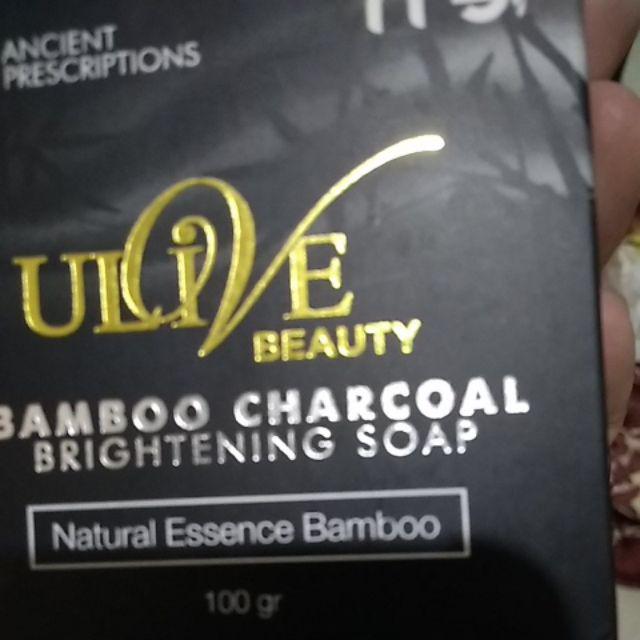 ANCIENT
PRESCRIPTIONS
ULIVE
BEAUTY
BAMBOO CHARCOAL
BRIGHTENING SOAP
Natural Essence Bamboo
100 gr